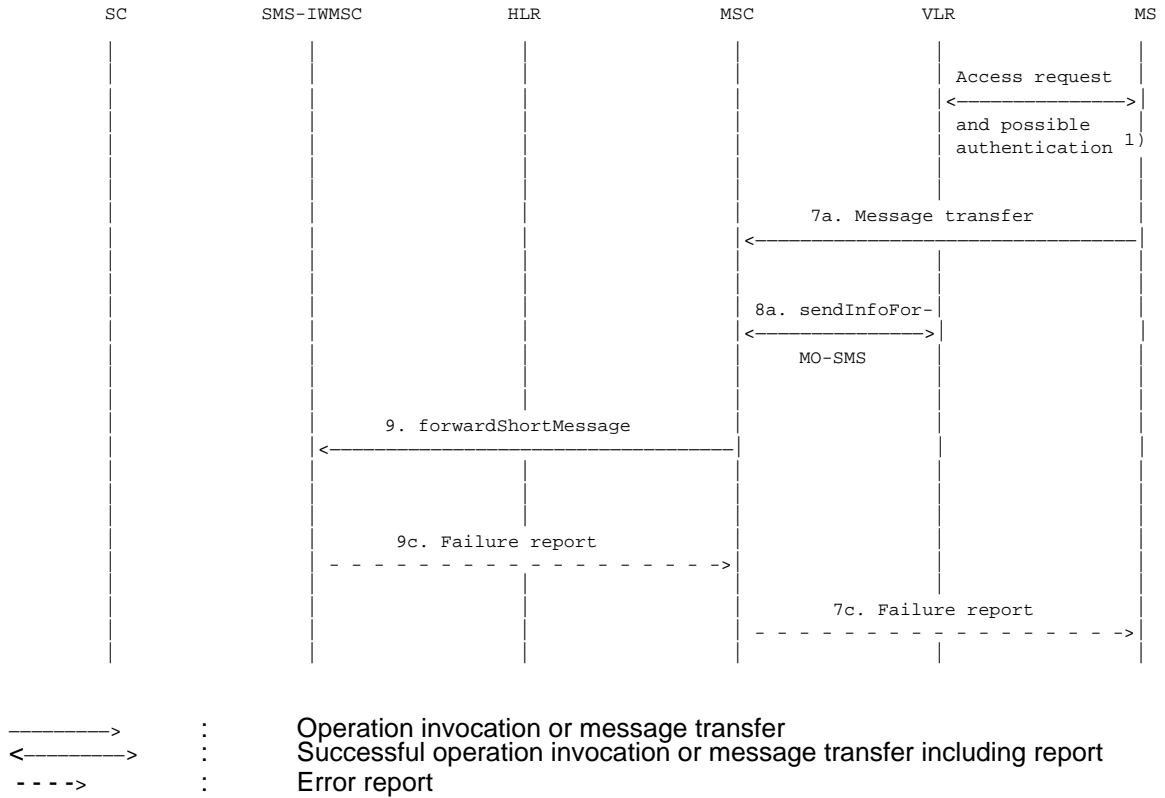 SC SMS-IWMSC HLR MSC VLR MS
Access request
and possible
authentication 1)
7a. Message transfer
8a. sendInfoFor-
MO-SMS
9. forwardShortMessage
9c. Failure report
7c. Failure report
: Operation invocation or message transfer
: Successful operation invocation or message transfer including report
: Error report